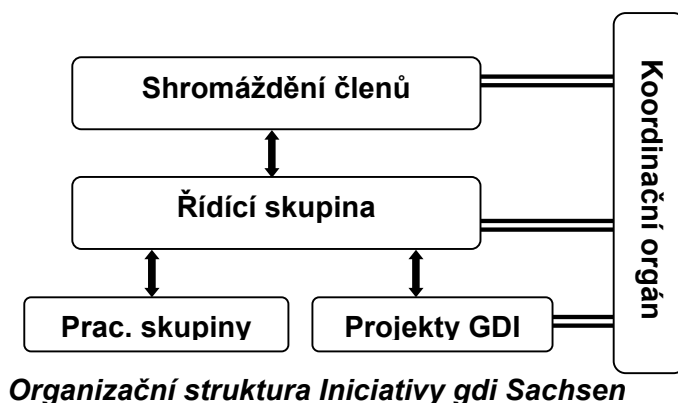 Shromáždění členů
Řídící skupina
Prac. skupiny
Projekty GDI
Koordinační orgán
Organizační struktura Iniciativy gdi Sachsen